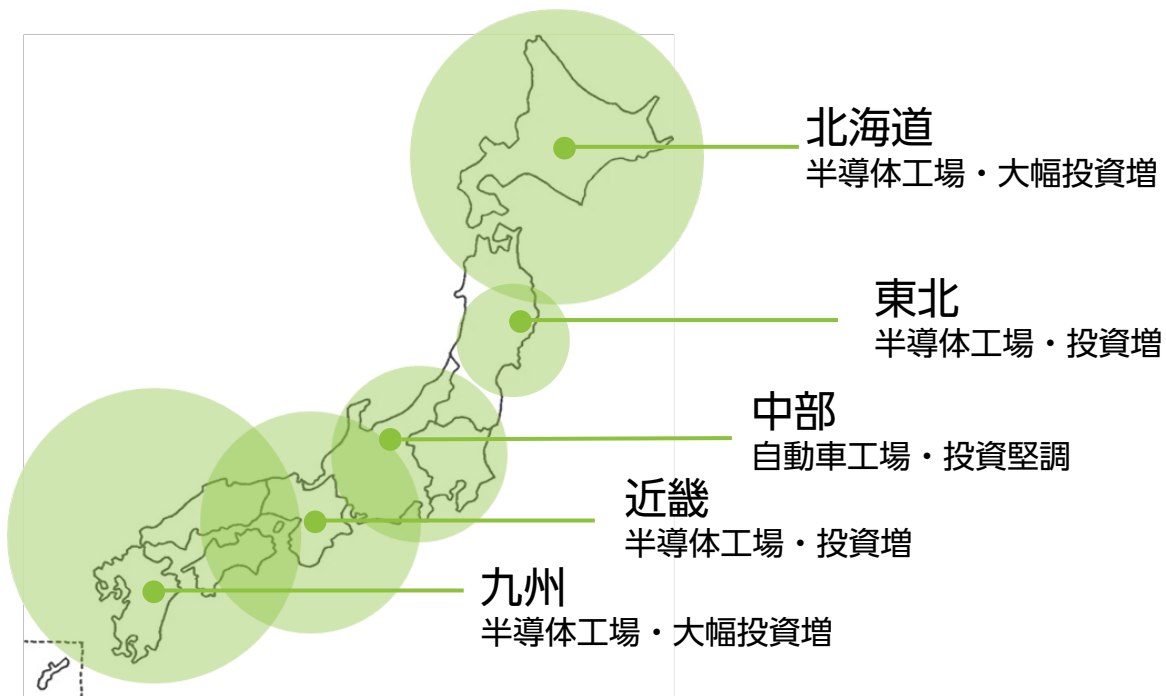 北海道
半導体工場・大幅投資増
東北
半導体工場・投資増
中部
自動車工場・投資堅調
近畿
半導体工場・投資増
九州
半導体工場・大幅投資増